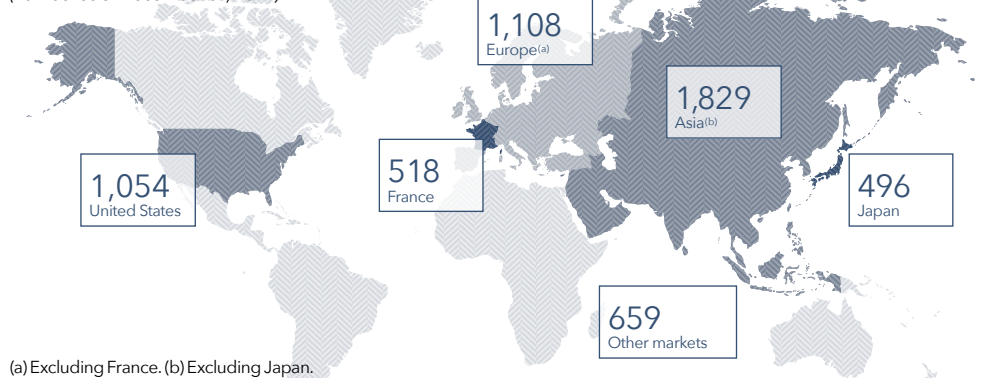 1,108
Europe(a)
1,829
Asia(b)
1,054
United States
518
France
496
Japan
659
Other markets
(a) Excluding France. (b) Excluding Japan.